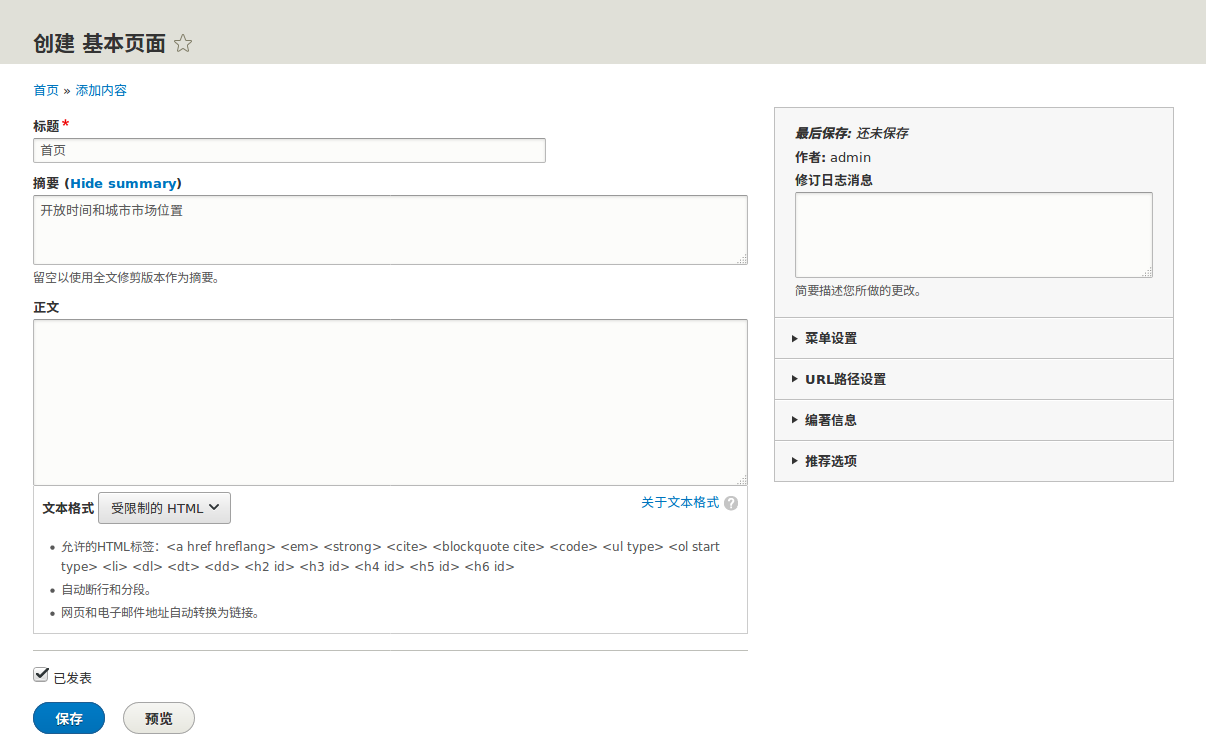 创建 基本页面
首页 » 添加内容
标题*
首页
摘要 (Hide summary)
开放时间和城市市场位置
留空以使用全文修剪版本作为摘要。
正文
文本格式 受限制的 HTML
关于文本格式 ?
允许的HTML标签：<a href hreflang> <em> <strong> <cite> <blockquote cite> <code> <ul type> <ol start
type> <li> <dl> <dt> <dd> <h2 id> <h3 id> <h4 id> <h5 id> <h6 id>
自动断行和分段。
网页和电子邮件地址自动转换为链接。
已发表
保存 预览
最后保存: 还未保存
作者: admin
修订日志消息
简要描述您所做的更改。
菜单设置
URL路径设置
编著信息
推荐选项